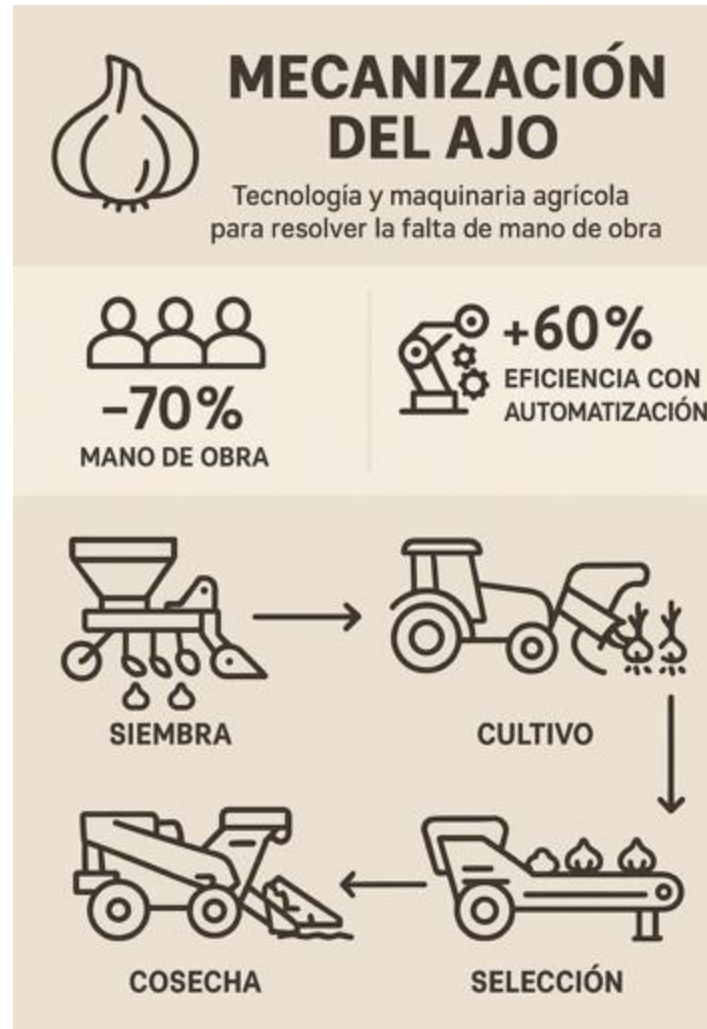 MECANIZACIÓN
DEL AJO
Tecnología y maquinaria agrícola
para resolver la falta de mano de obra
-70%
MANO DE OBRA
+60%
EFICIENCIA CON
AUTOMATIZACIÓN
SIEMBRA
CULTIVO
COSECHA
SELECCIÓN